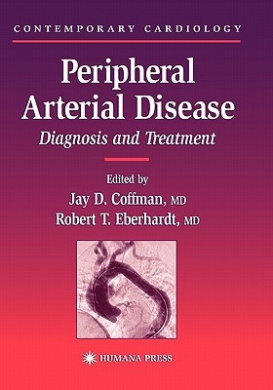 CONTEMPORARY CARDIOLOGY
Peripheral
Arterial Disease
Diagnosis and Treatment
Edited by
Jay D. Coffman, MD
Robert T. Eberhardt, MD
HUMANA PRESS